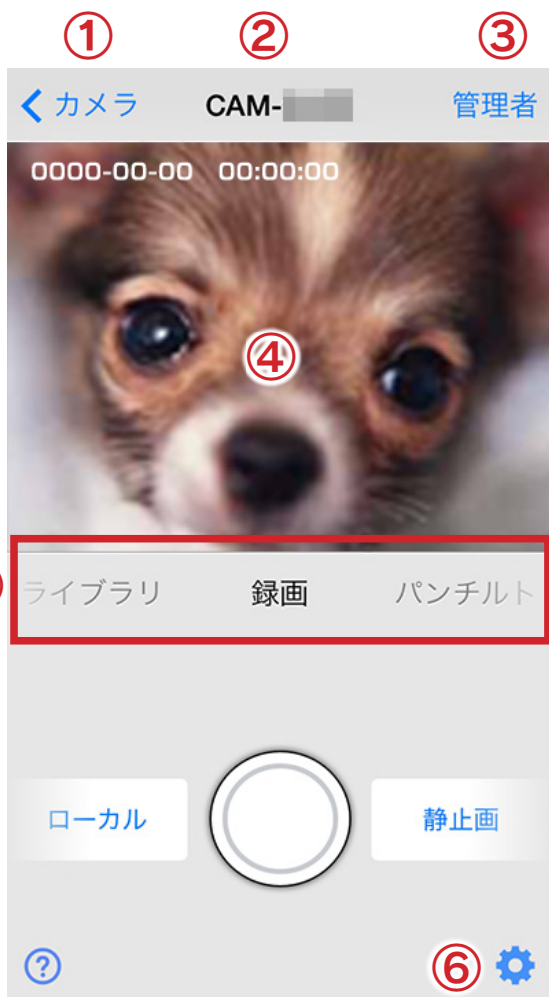 ① ② ③
カメラ CAM- 管理者
0000-00-00 00:00:00
④
ライブラリ 録画 パンチルト
ローカル 静止画
? ⑥